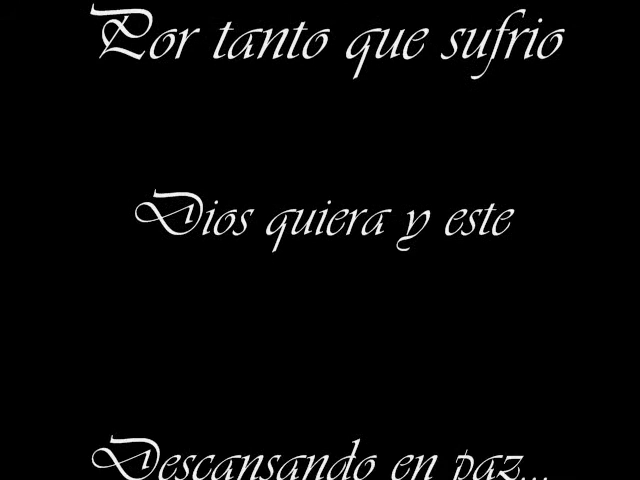 Por tanto que sufrio
Dios quiera y este
Descansando en paz...